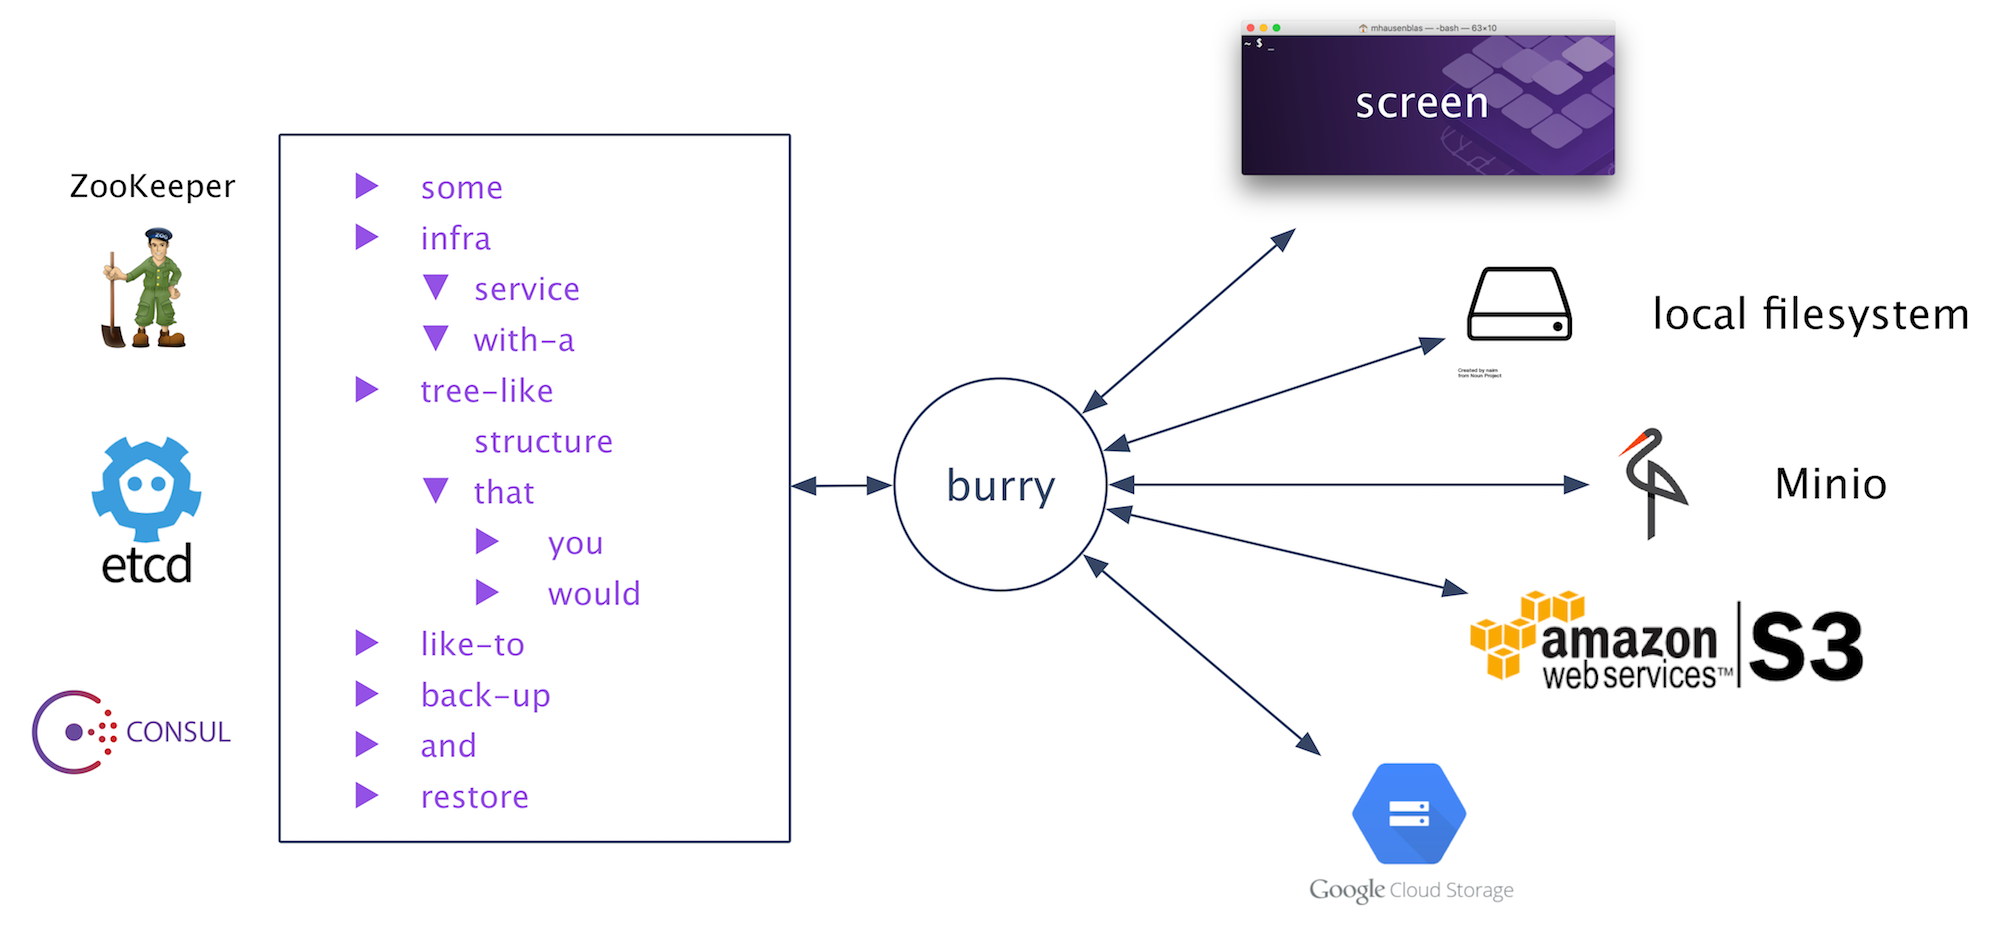 mhausenblas — -bash — 63×10
~ $ _
screen
ZooKeeper
ZOO
etcd
CONSUL
some
infra
service
with-a
tree-like
structure
that
you
would
like-to
back-up
and
restore
burry
local filesystem
Created by naim
from Noun Project
Minio
amazon
web services™
S3
Google Cloud Storage